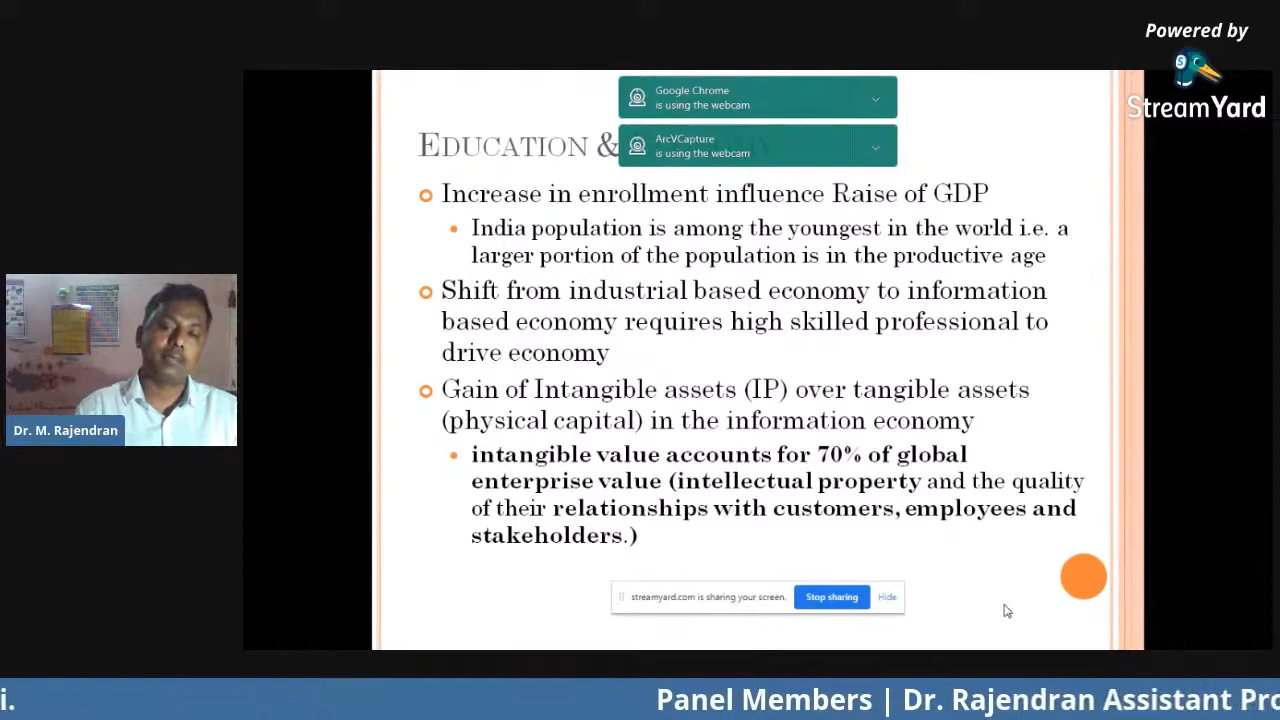 Powered by
StreamYard
Google Chrome
is using the webcam
ArcVCapture
is using the webcam
EDUCATION &
Increase in enrollment influence Raise of GDP
India population is among the youngest in the world i.e. a
larger portion of the population is in the productive age
Shift from industrial based economy to information
based economy requires high skilled professional to
drive economy
Gain of Intangible assets (IP) over tangible assets
(physical capital) in the information economy
intangible value accounts for 70% of global
enterprise value (intellectual property and the quality
of their relationships with customers, employees and
stakeholders.)
Dr. M. Rajendran
streamyard.com is sharing your screen.
Stop sharing
Hide
i.
Panel Members | Dr. Rajendran Assistant Pro